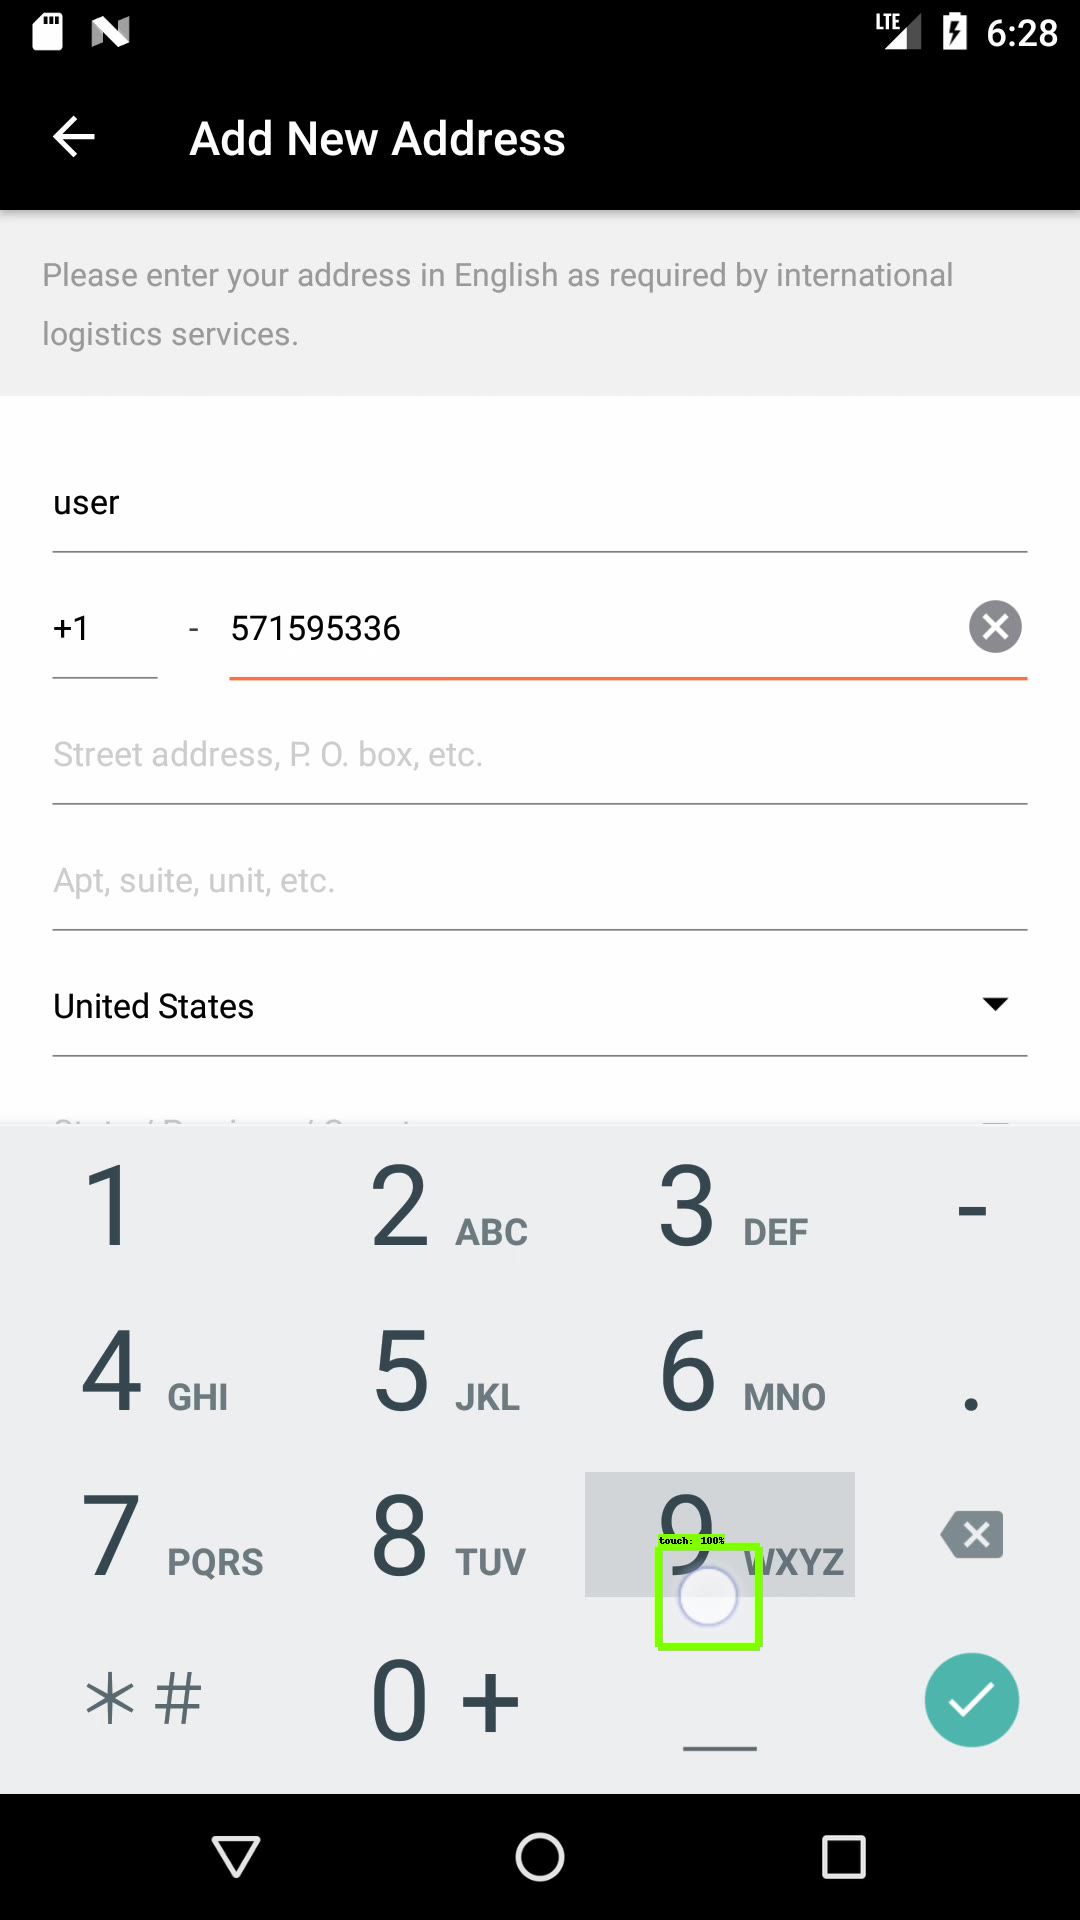 LTE 6:28
Add New Address
Please enter your address in English as required by international
logistics services.
user
+1 - 571595336
Street address, P. O. box, etc.
Apt, suite, unit, etc.
United States
1 2 ABC 3 DEF -
4 GHI 5 JKL 6 MNO .
7 PQRS 8 TUV 9 WXYZ
touch: 100%
* # 0 +